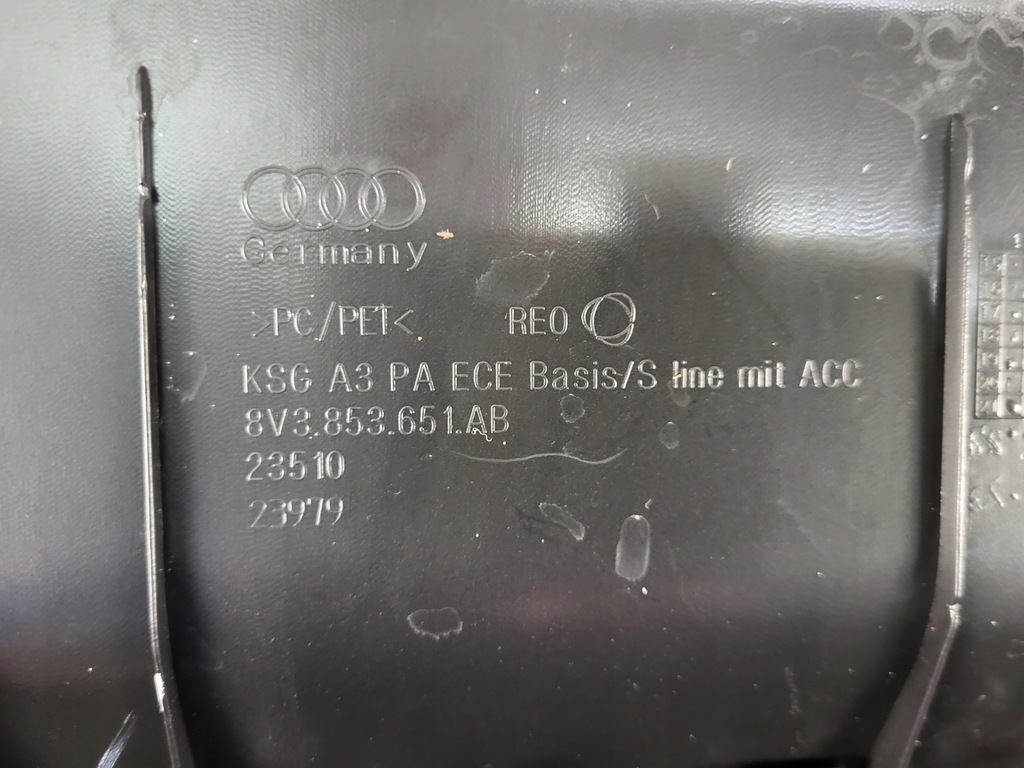 Germany
>PC/PET< REO
KSG A3 PA ECE Basis/S line mit ACC
8V3.853.651.AB
23510
23979